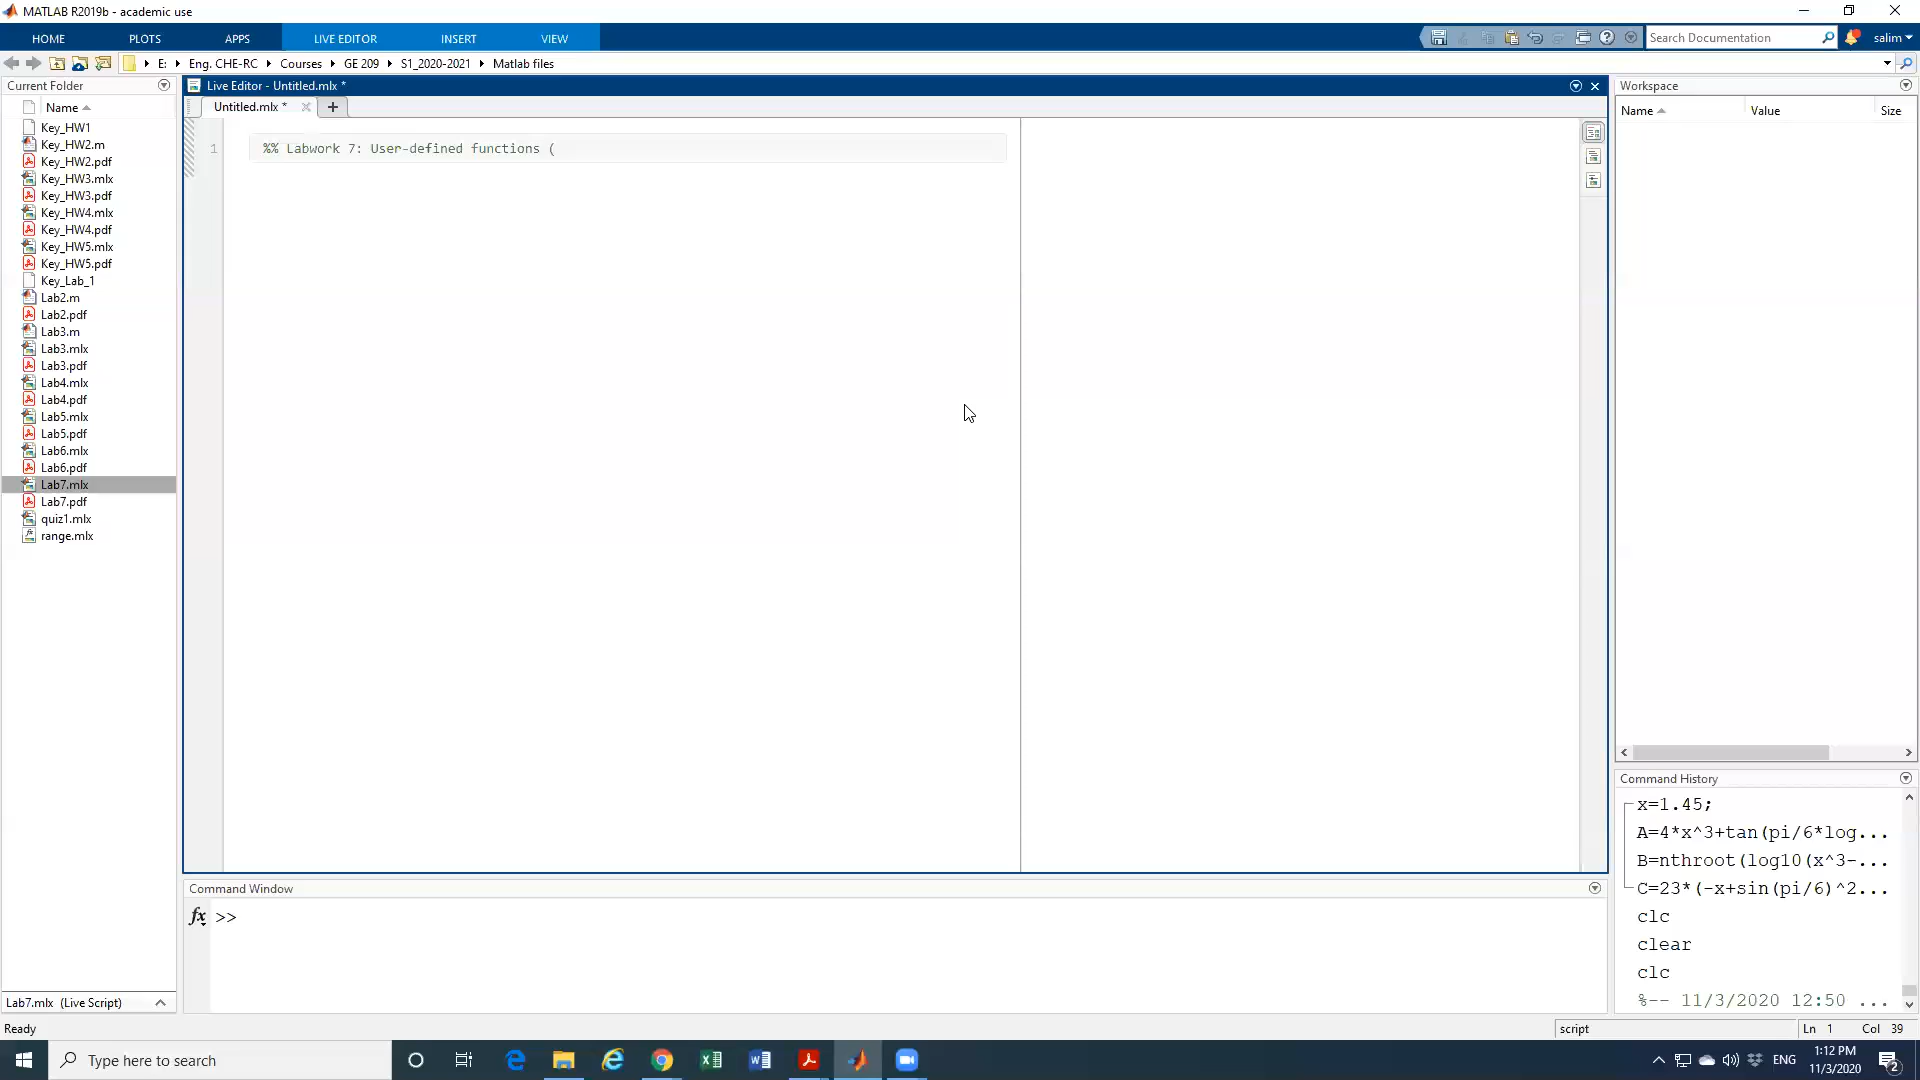 MATLAB R2019b - academic use
HOME PLOTS APPS LIVE EDITOR INSERT VIEW
Search Documentation
salim
E: Eng. CHE-RC Courses GE 209 S1_2020-2021 Matlab files
Current Folder
Name
Key_HW1
Key_HW2.m
Key_HW2.pdf
Key_HW3.mlx
Key_HW3.pdf
Key_HW4.mlx
Key_HW4.pdf
Key_HW5.mlx
Key_HW5.pdf
Key_Lab_1
Lab2.m
Lab2.pdf
Lab3.m
Lab3.mlx
Lab3.pdf
Lab4.mlx
Lab4.pdf
Lab5.mlx
Lab5.pdf
Lab6.mlx
Lab6.pdf
Lab7.mlx
Lab7.pdf
quiz1.mlx
range.mlx
Lab7.mlx (Live Script)
Live Editor - Untitled.mlx *
Untitled.mlx *
1 %% Labwork 7: User-defined functions (
Command Window
fx >>
Workspace
Name Value Size
Command History
x=1.45;
A=4*x^3+tan(pi/6*log...
B=nthroot(log10(x^3-...
C=23*(-x+sin(pi/6)^2...
clc
clear
clc
%-- 11/3/2020 12:50 ...
Ready
script
Ln 1 Col 39
Type here to search
ENG
1:12 PM
11/3/2020
2